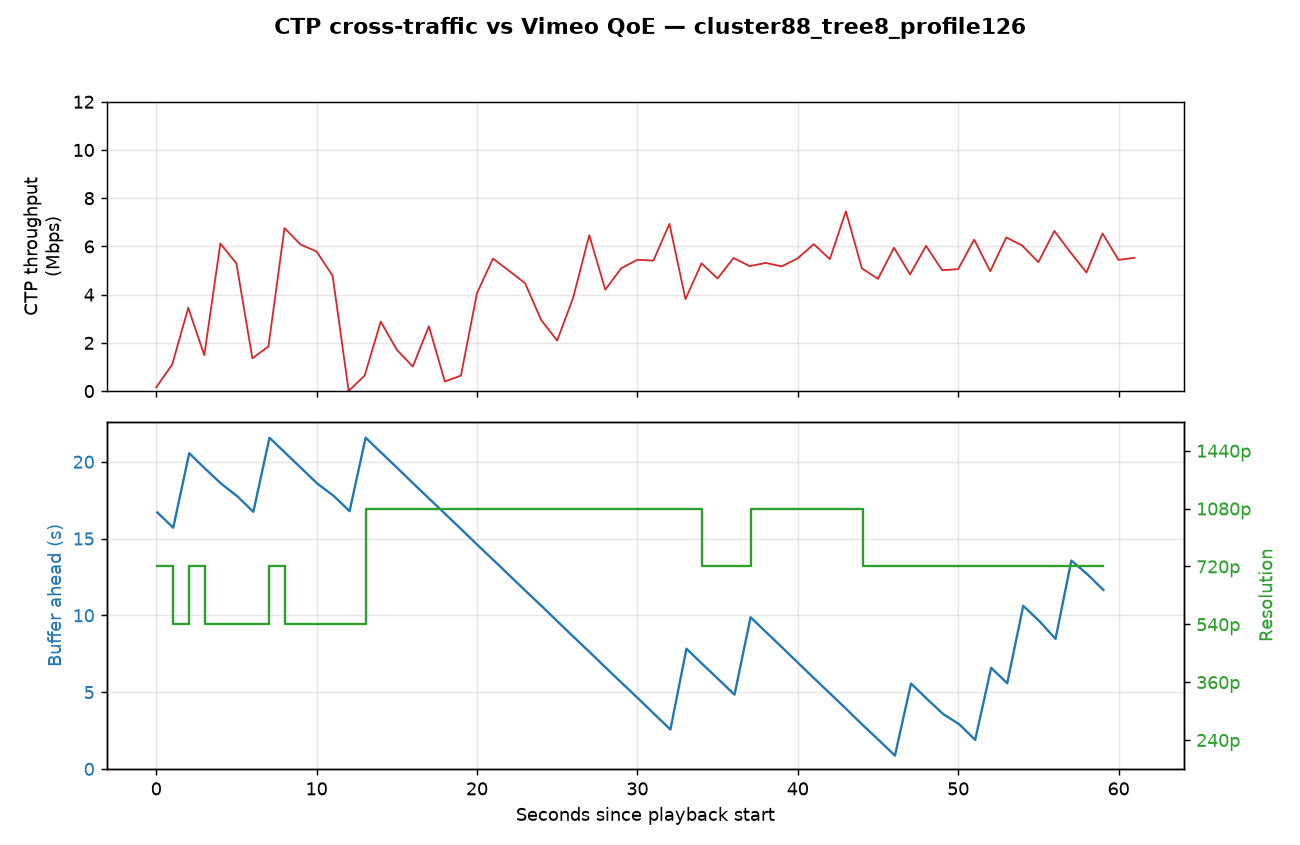 CTP cross-traffic vs Vimeo QoE — cluster88_tree8_profile126
CTP throughput
(Mbps)
12
10
8
6
4
2
0
Buffer ahead (s)
20
15
10
5
0
1440p
1080p
720p
540p
360p
240p
Resolution
0 10 20 30 40 50 60
Seconds since playback start